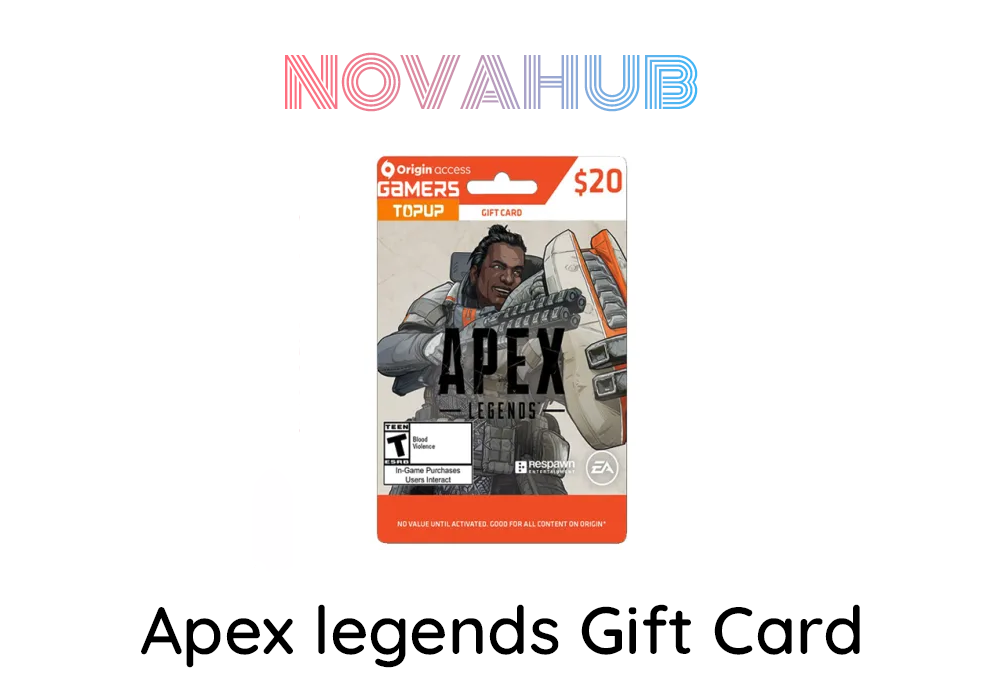 NOVAHUB
Origin access
$20
GAMERS
TOPUP
GIFT CARD
APEX
LEGENDS
TEEN
T
Blood
Violence
ESRB
In-Game Purchases
Users Interact
Respawn
ENTERTAINMENT
EA
NO VALUE UNTIL ACTIVATED. GOOD FOR ALL CONTENT ON ORIGIN*
Apex legends Gift Card